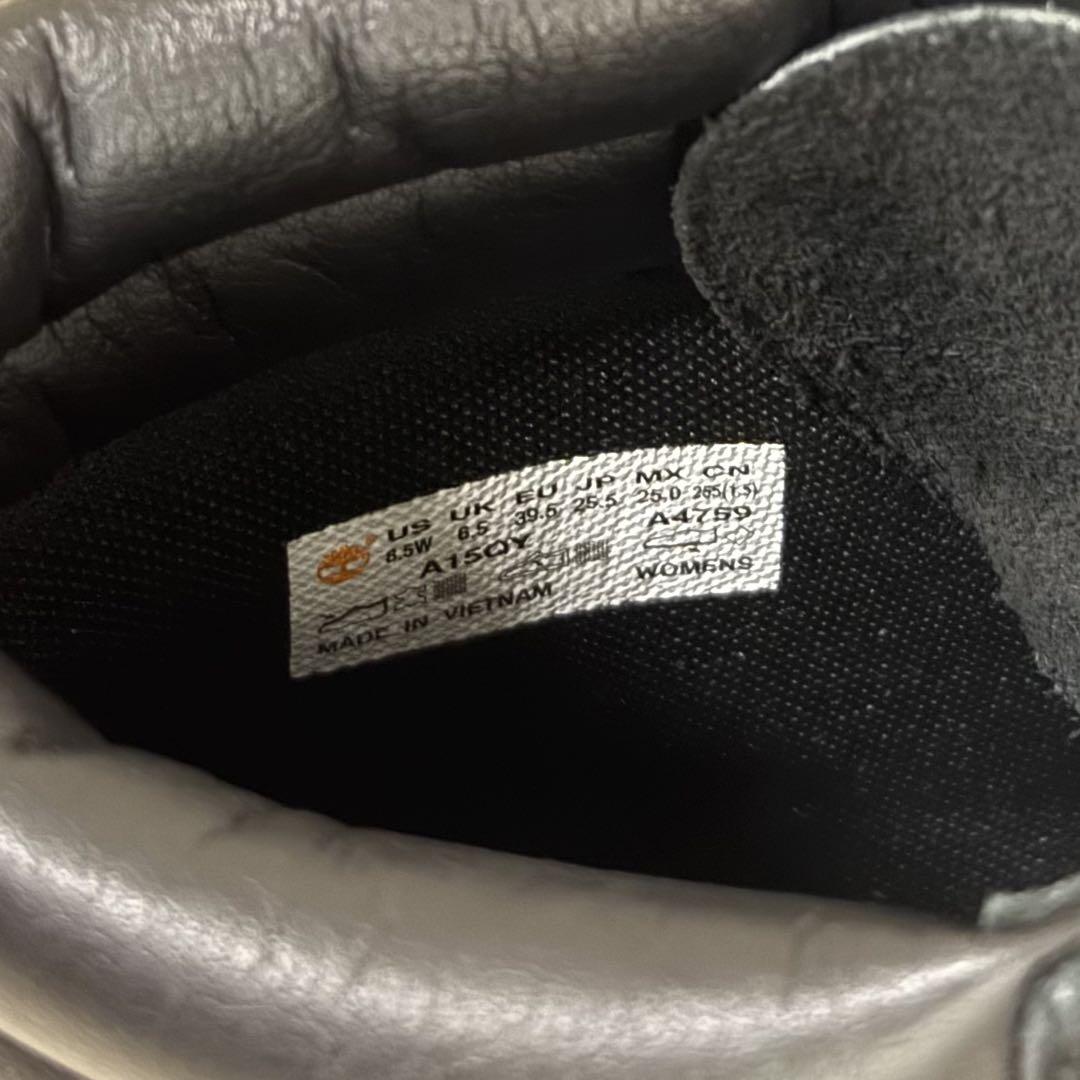 US UK EU JP MX CN
8.5W 6.5 39.5 25.5 25.0 255(1.5)
A15QY A4759
MADE IN VIETNAM WOMENS